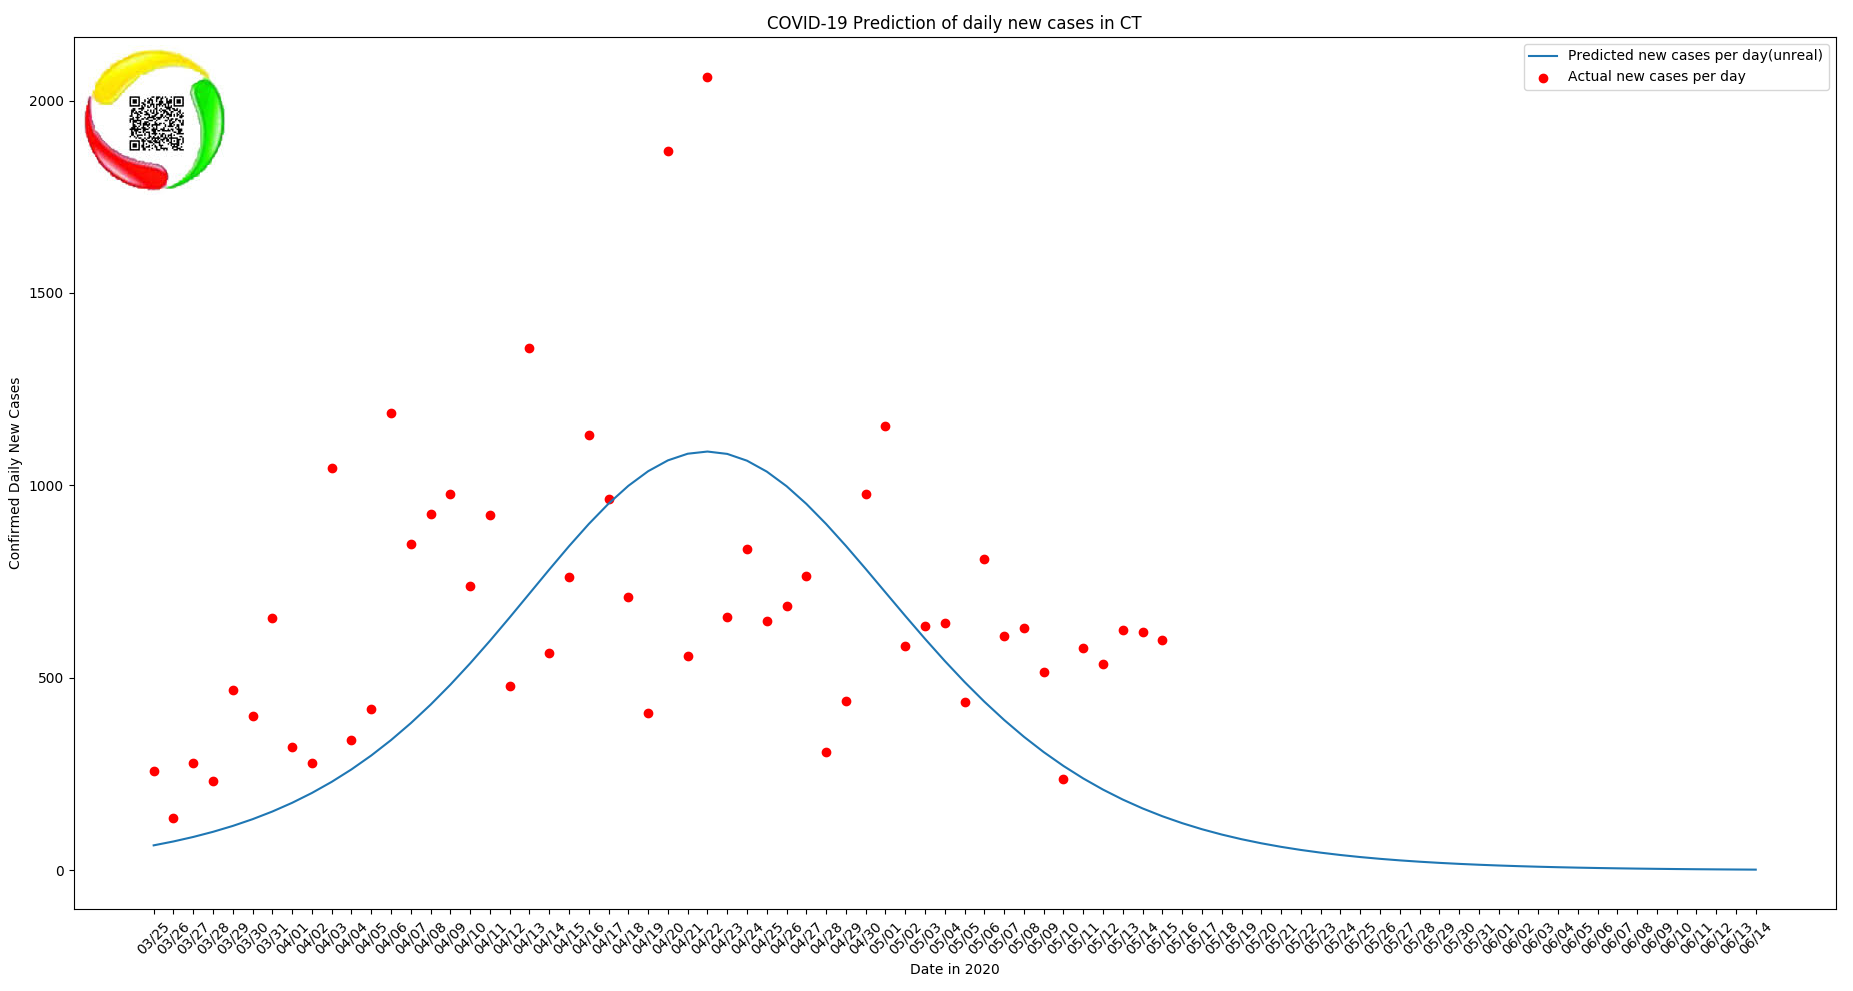 COVID-19 Prediction of daily new cases in CT
Predicted new cases per day(unreal)
Actual new cases per day
2000
1500
1000
500
0
Confirmed Daily New Cases
03/25 03/26 03/27 03/28 03/29 03/30 03/31 04/01 04/02 04/03 04/04 04/05 04/06 04/07 04/08 04/09 04/10 04/11 04/12 04/13 04/14 04/15 04/16 04/17 04/18 04/19 04/20 04/21 04/22 04/23 04/24 04/25 04/26 04/27 04/28 04/29 04/30 05/01 05/02 05/03 05/04 05/05 05/06 05/07 05/08 05/09 05/10 05/11 05/12 05/13 05/14 05/15 05/16 05/17 05/18 05/19 05/20 05/21 05/22 05/23 05/24 05/25 05/26 05/27 05/28 05/29 05/30 05/31 06/01 06/02 06/03 06/04 06/05 06/06 06/07 06/08 06/09 06/10 06/11 06/12 06/13 06/14
Date in 2020